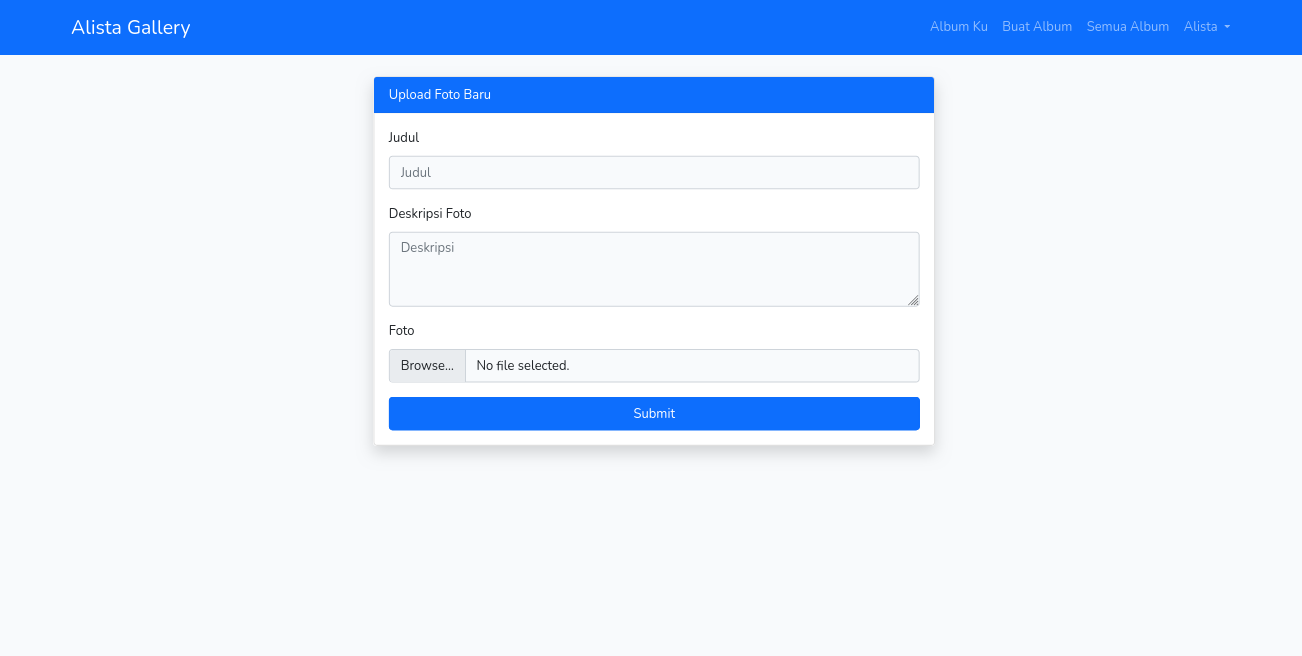 Alista Gallery
Album Ku Buat Album Semua Album Alista
Upload Foto Baru
Judul
Judul
Deskripsi Foto
Deskripsi
Foto
Browse... No file selected.
Submit